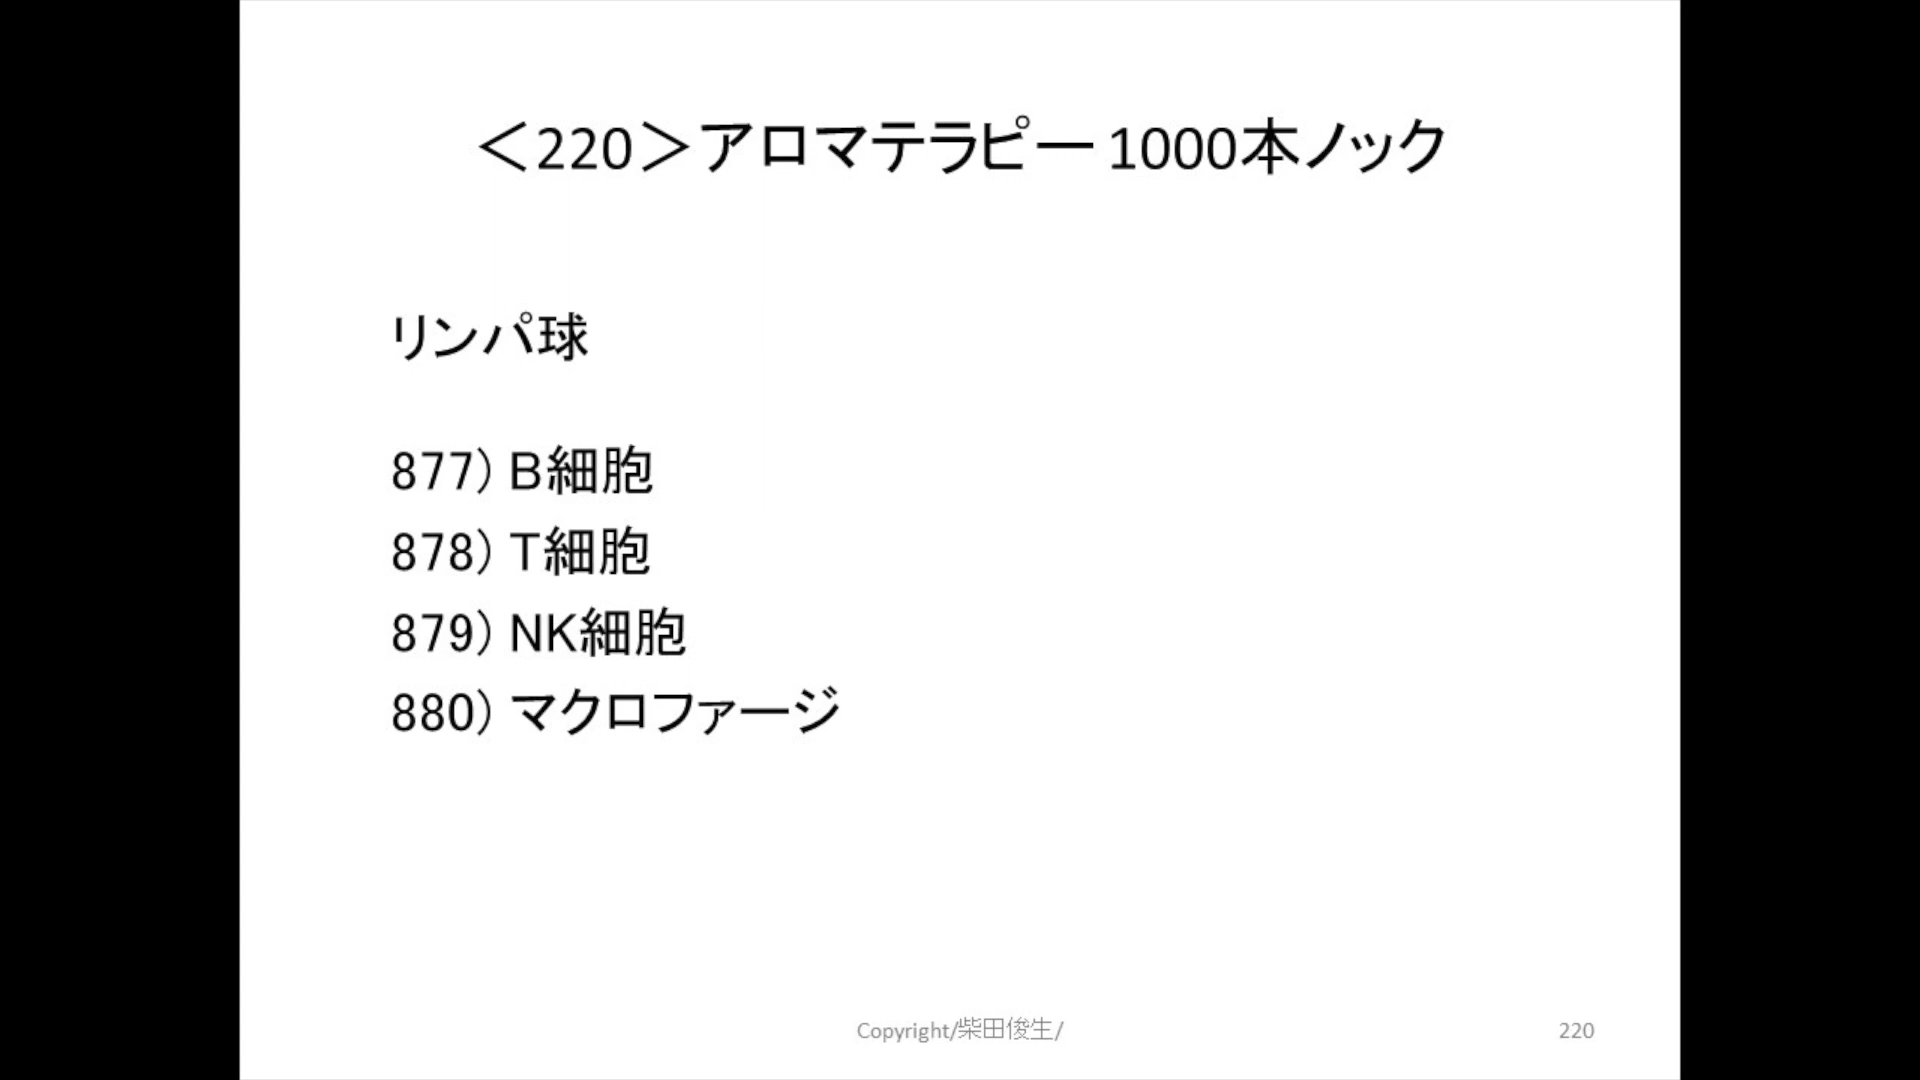 ＜220＞アロマテラピー1000本ノック
リンパ球
877）B細胞
878）T細胞
879）NK細胞
880）マクロファージ
Copyright/柴田俊生/
220